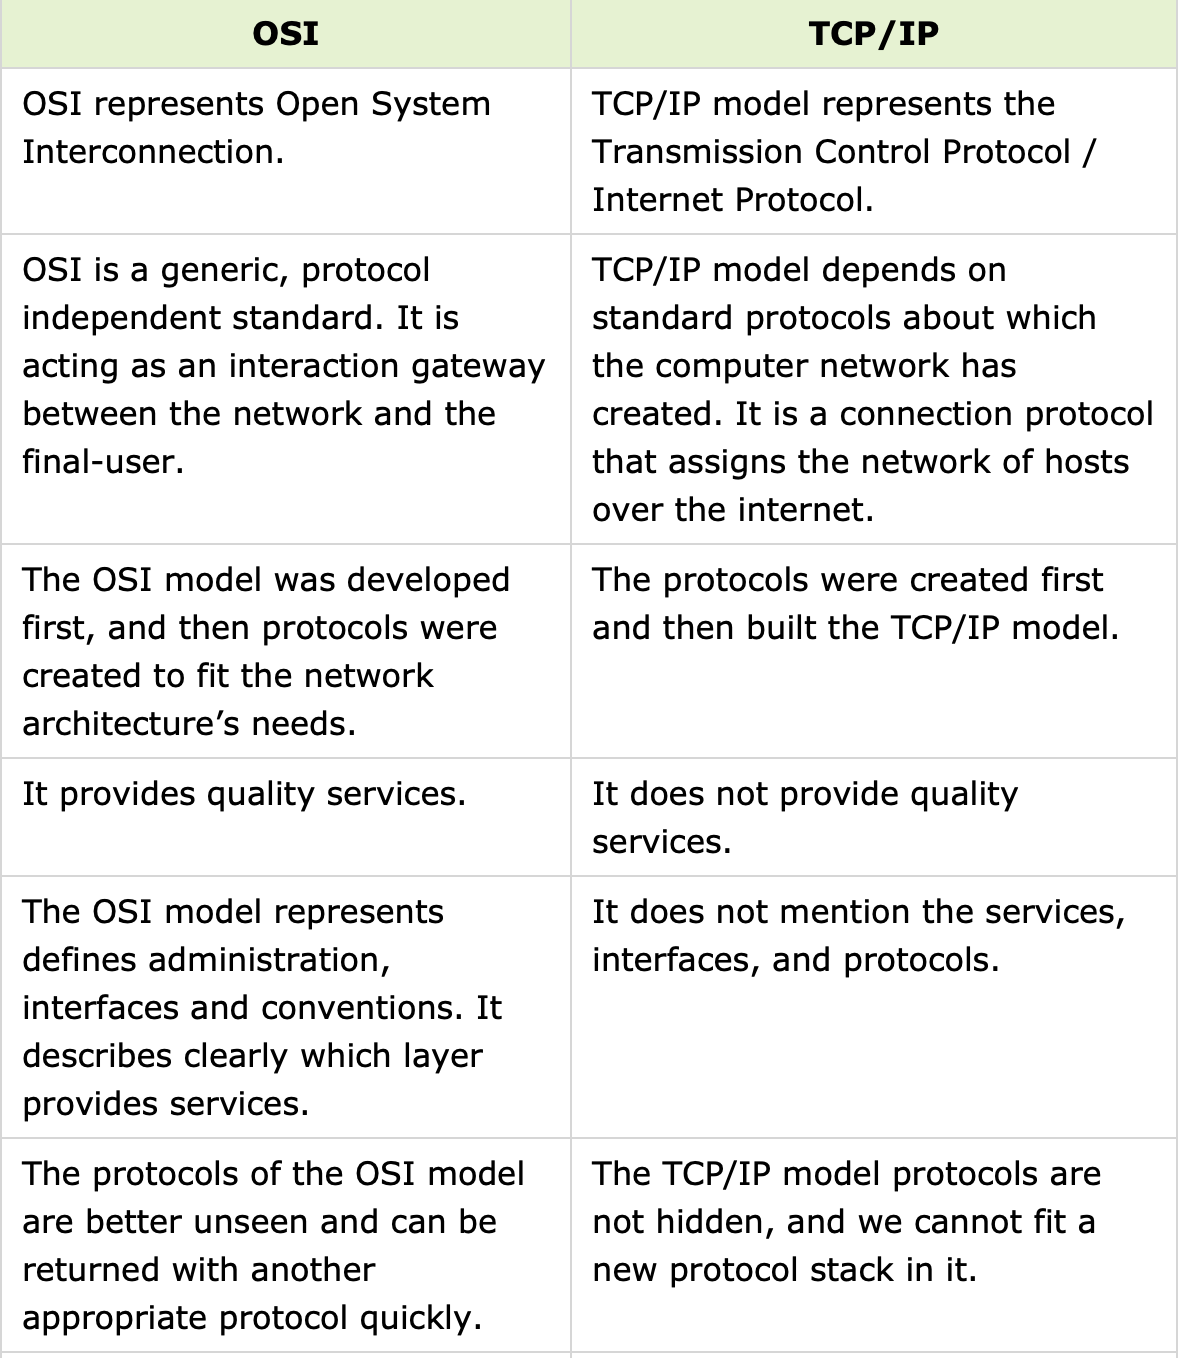 OSI
TCP/IP
OSI represents Open System
Interconnection.
TCP/IP model represents the
Transmission Control Protocol /
Internet Protocol.
OSI is a generic, protocol
independent standard. It is
acting as an interaction gateway
between the network and the
final-user.
TCP/IP model depends on
standard protocols about which
the computer network has
created. It is a connection protocol
that assigns the network of hosts
over the internet.
The OSI model was developed
first, and then protocols were
created to fit the network
architecture’s needs.
The protocols were created first
and then built the TCP/IP model.
It provides quality services.
It does not provide quality
services.
The OSI model represents
defines administration,
interfaces and conventions. It
describes clearly which layer
provides services.
It does not mention the services,
interfaces, and protocols.
The protocols of the OSI model
are better unseen and can be
returned with another
appropriate protocol quickly.
The TCP/IP model protocols are
not hidden, and we cannot fit a
new protocol stack in it.